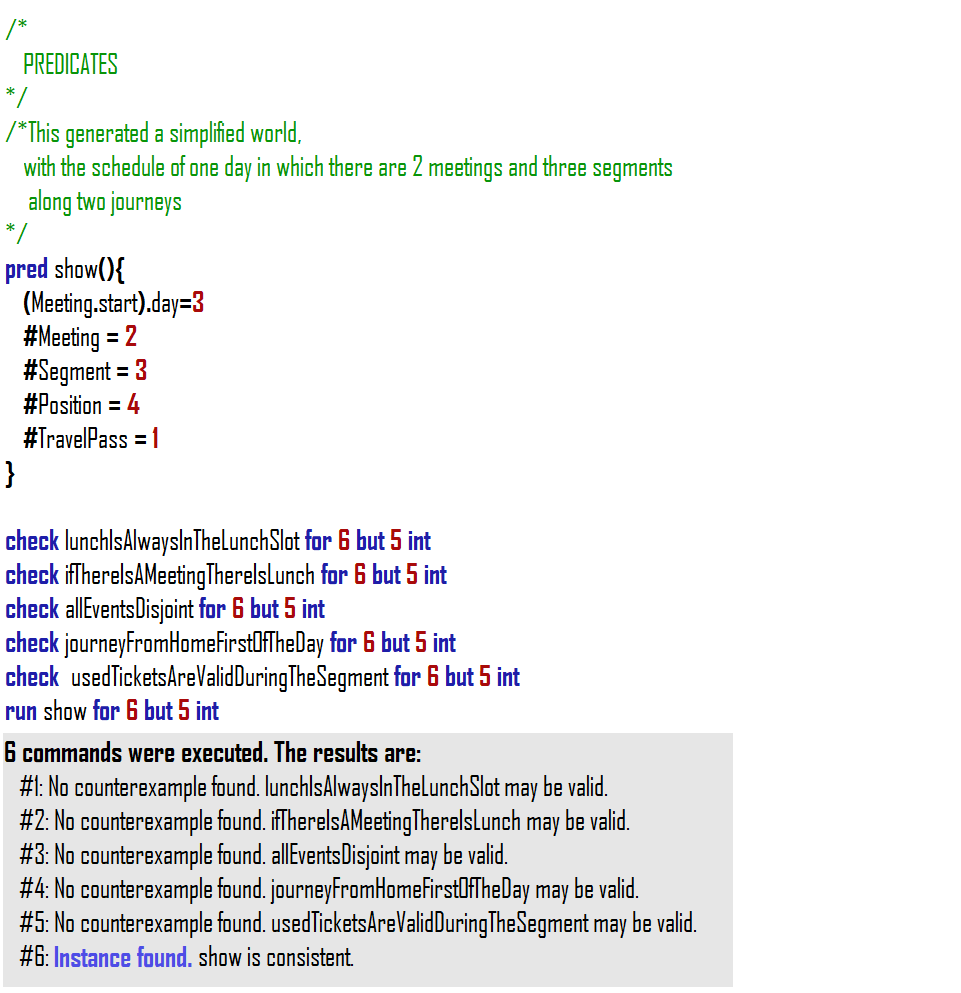 /*
PREDICATES
*/
/*This generated a simplified world,
with the schedule of one day in which there are 2 meetings and three segments
along two journeys
*/
pred show(){
(Meeting.start).day=3
#Meeting = 2
#Segment = 3
#Position = 4
#TravelPass = 1
}
check lunchIsAlwaysInTheLunchSlot for 6 but 5 int
check ifThereIsAMeetingThereIsLunch for 6 but 5 int
check allEventsDisjoint for 6 but 5 int
check journeyFromHomeFirstOfTheDay for 6 but 5 int
check usedTicketsAreValidDuringTheSegment for 6 but 5 int
run show for 6 but 5 int
6 commands were executed. The results are:
#1: No counterexample found. lunchIsAlwaysInTheLunchSlot may be valid.
#2: No counterexample found. ifThereIsAMeetingThereIsLunch may be valid.
#3: No counterexample found. allEventsDisjoint may be valid.
#4: No counterexample found. journeyFromHomeFirstOfTheDay may be valid.
#5: No counterexample found. usedTicketsAreValidDuringTheSegment may be valid.
#6: Instance found. show is consistent.